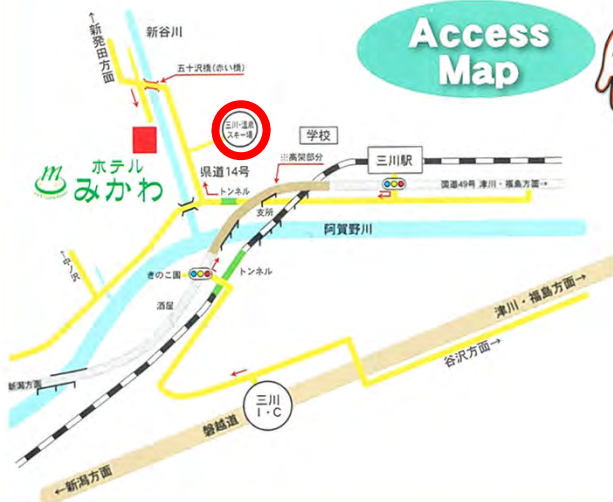 Access
Map
←新発田方面
新谷川
五十沢橋(赤い橋)
三川・温泉
スキー場
学校
※高架部分
三川駅
m
ホテル
みかわ
県道14号
トンネル
国道49号 津川・福島方面→
支所
阿賀野川
←中ノ沢
きのこ園
トンネル
酒屋
新潟方面
津川・福島方面→
谷沢方面→
三川
I・C
磐越道
←新潟方面